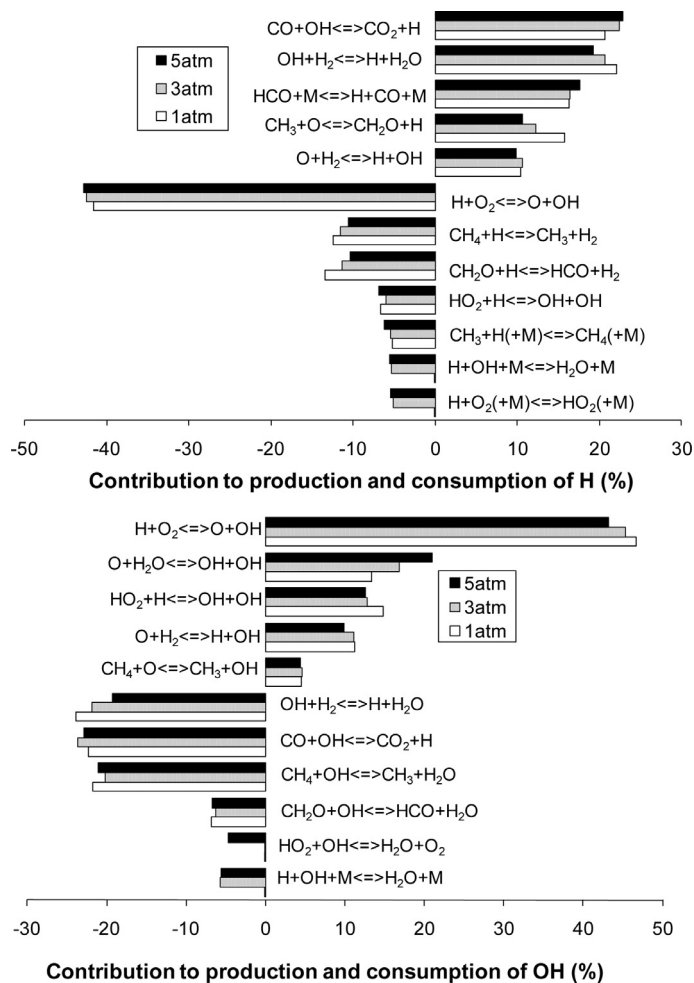 CO+OH<=>CO₂+H
OH+H₂<=>H+H₂O
HCO+M<=>H+CO+M
CH₃+O<=>CH₂O+H
O+H₂<=>H+OH
5atm
3atm
1atm
H+O₂<=>O+OH
CH₄+H<=>CH₃+H₂
CH₂O+H<=>HCO+H₂
HO₂+H<=>OH+OH
CH₃+H(+M)<=>CH₄(+M)
H+OH+M<=>H₂O+M
H+O₂(+M)<=>HO₂(+M)
-50 -40 -30 -20 -10 0 10 20 30
Contribution to production and consumption of H (%)
H+O₂<=>O+OH
O+H₂O<=>OH+OH
HO₂+H<=>OH+OH
O+H₂<=>H+OH
CH₄+O<=>CH₃+OH
5atm
3atm
1atm
OH+H₂<=>H+H₂O
CO+OH<=>CO₂+H
CH₄+OH<=>CH₃+H₂O
CH₂O+OH<=>HCO+H₂O
HO₂+OH<=>H₂O+O₂
H+OH+M<=>H₂O+M
-30 -20 -10 0 10 20 30 40 50
Contribution to production and consumption of OH (%)